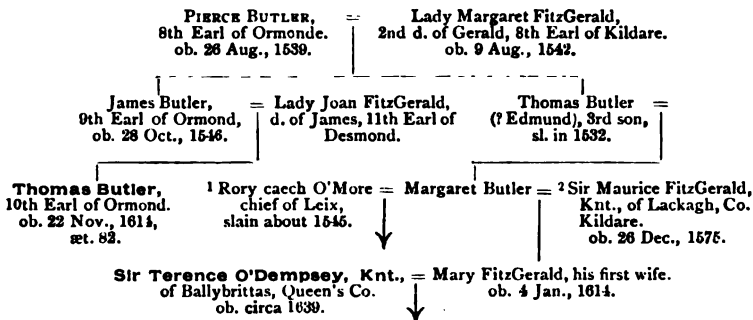 PIERCE BUTLER, = Lady Margaret FitzGerald,
8th Earl of Ormonde. 2nd d. of Gerald, 8th Earl of Kildare.
ob. 26 Aug., 1539. ob. 9 Aug., 1542.
James Butler, = Lady Joan FitzGerald, Thomas Butler =
9th Earl of Ormond, d. of James, 11th Earl of (? Edmund), 3rd son,
ob. 28 Oct., 1546. Desmond. sl. in 1532.
Thomas Butler, 1 Rory caech O'More = Margaret Butler = 2 Sir Maurice FitzGerald,
10th Earl of Ormond. chief of Leix, Knt., of Lackagh, Co.
ob. 22 Nov., 1614, slain about 1545. Kildare.
æt. 82. ob. 26 Dec., 1575.
Sir Terence O'Dempsey, Knt., = Mary FitzGerald, his first wife.
of Ballybrittas, Queen's Co. ob. 4 Jan., 1614.
ob. circa 1639.